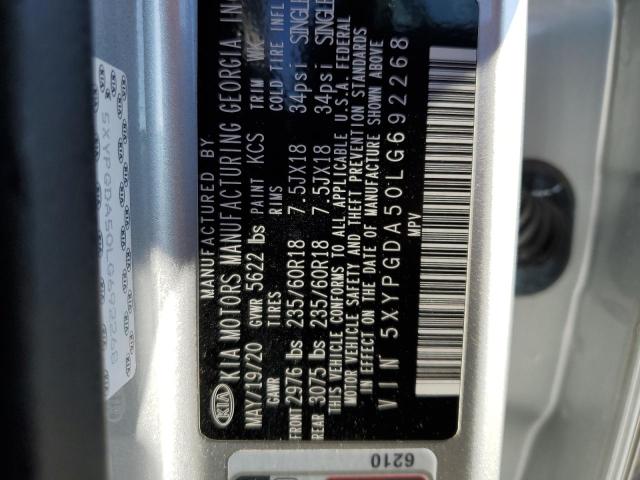 MANUFACTURED BY
KIA KIA MOTORS MANUFACTURING GEORGIA, INC
MAY/19/20 GVWR 5622 lbs PAINT KCS TRIM WK
GAWR TIRES RIMS COLD TIRE INFL
FRONT 2976 lbs 235/60R18 7.5JX18 34psi SINGLE
REAR 3075 lbs 235/60R18 7.5JX18 34psi SINGLE
THIS VEHICLE CONFORMS TO ALL APPLICABLE U.S.A. FEDERAL
MOTOR VEHICLE SAFETY AND THEFT PREVENTION STANDARDS
IN EFFECT ON THE DATE OF MANUFACTURE SHOWN ABOVE
VIN 5XYPGDA50LG692268
MPV
5XYPGDA50LG692268
6210